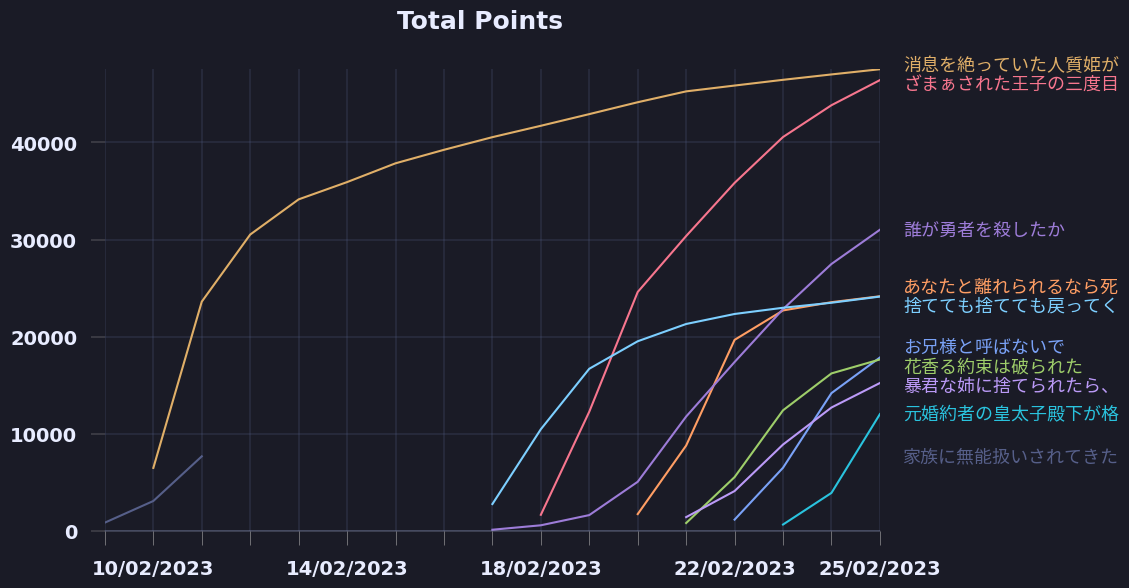 Total Points
消息を絶っていた人質姫が
ざまぁされた王子の三度目
40000
30000
誰が勇者を殺したか
あなたと離れられるなら死
捨てても捨てても戻ってく
20000
お兄様と呼ばないで
花香る約束は破られた
暴君な姉に捨てられたら、
元婚約者の皇太子殿下が格
10000
家族に無能扱いされてきた
0
10/02/2023 14/02/2023 18/02/2023 22/02/2023 25/02/2023